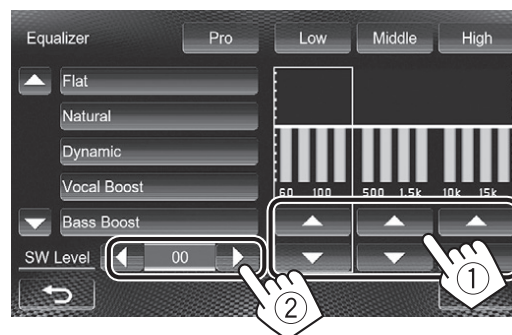 Equalizer Pro Low Middle High
Flat
Natural
Dynamic
Vocal Boost
60 100 500 1.5k 10k 15k
Bass Boost
SW Level 00
①
②